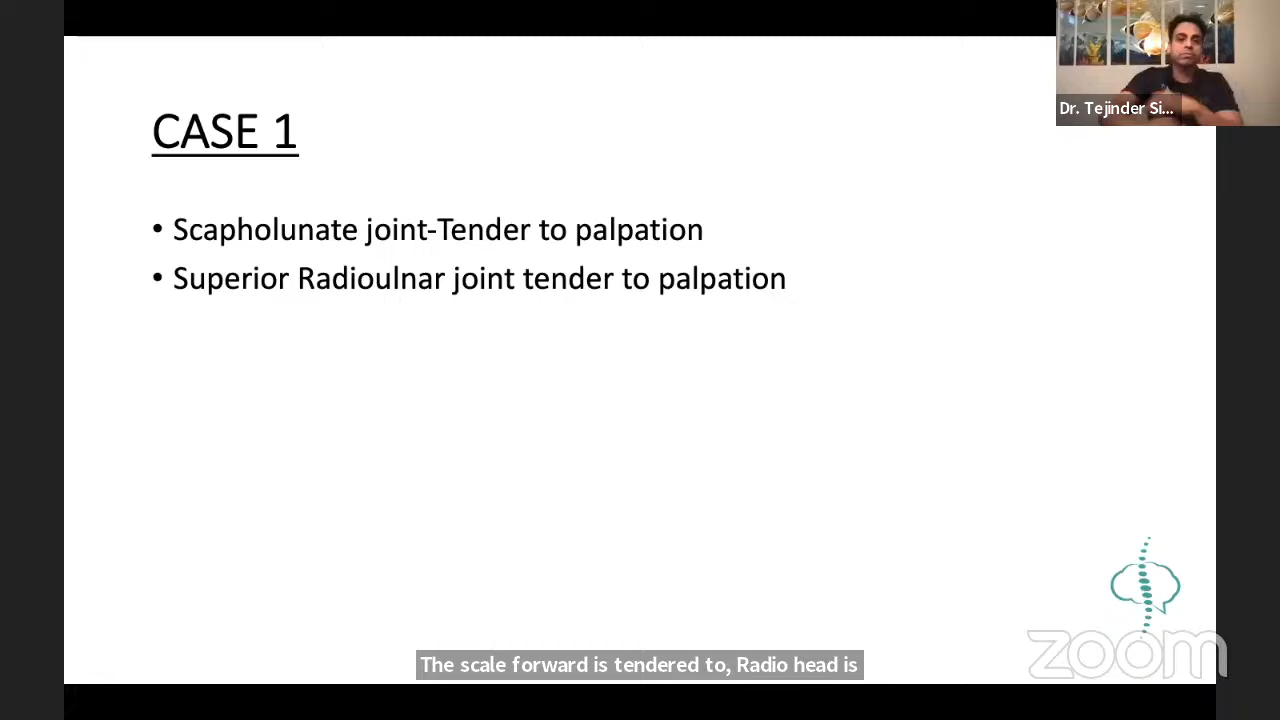 Dr. Tejinder Si...
CASE 1
• Scapholunate joint-Tender to palpation
• Superior Radioulnar joint tender to palpation
zoom
The scale forward is tendered to, Radio head is